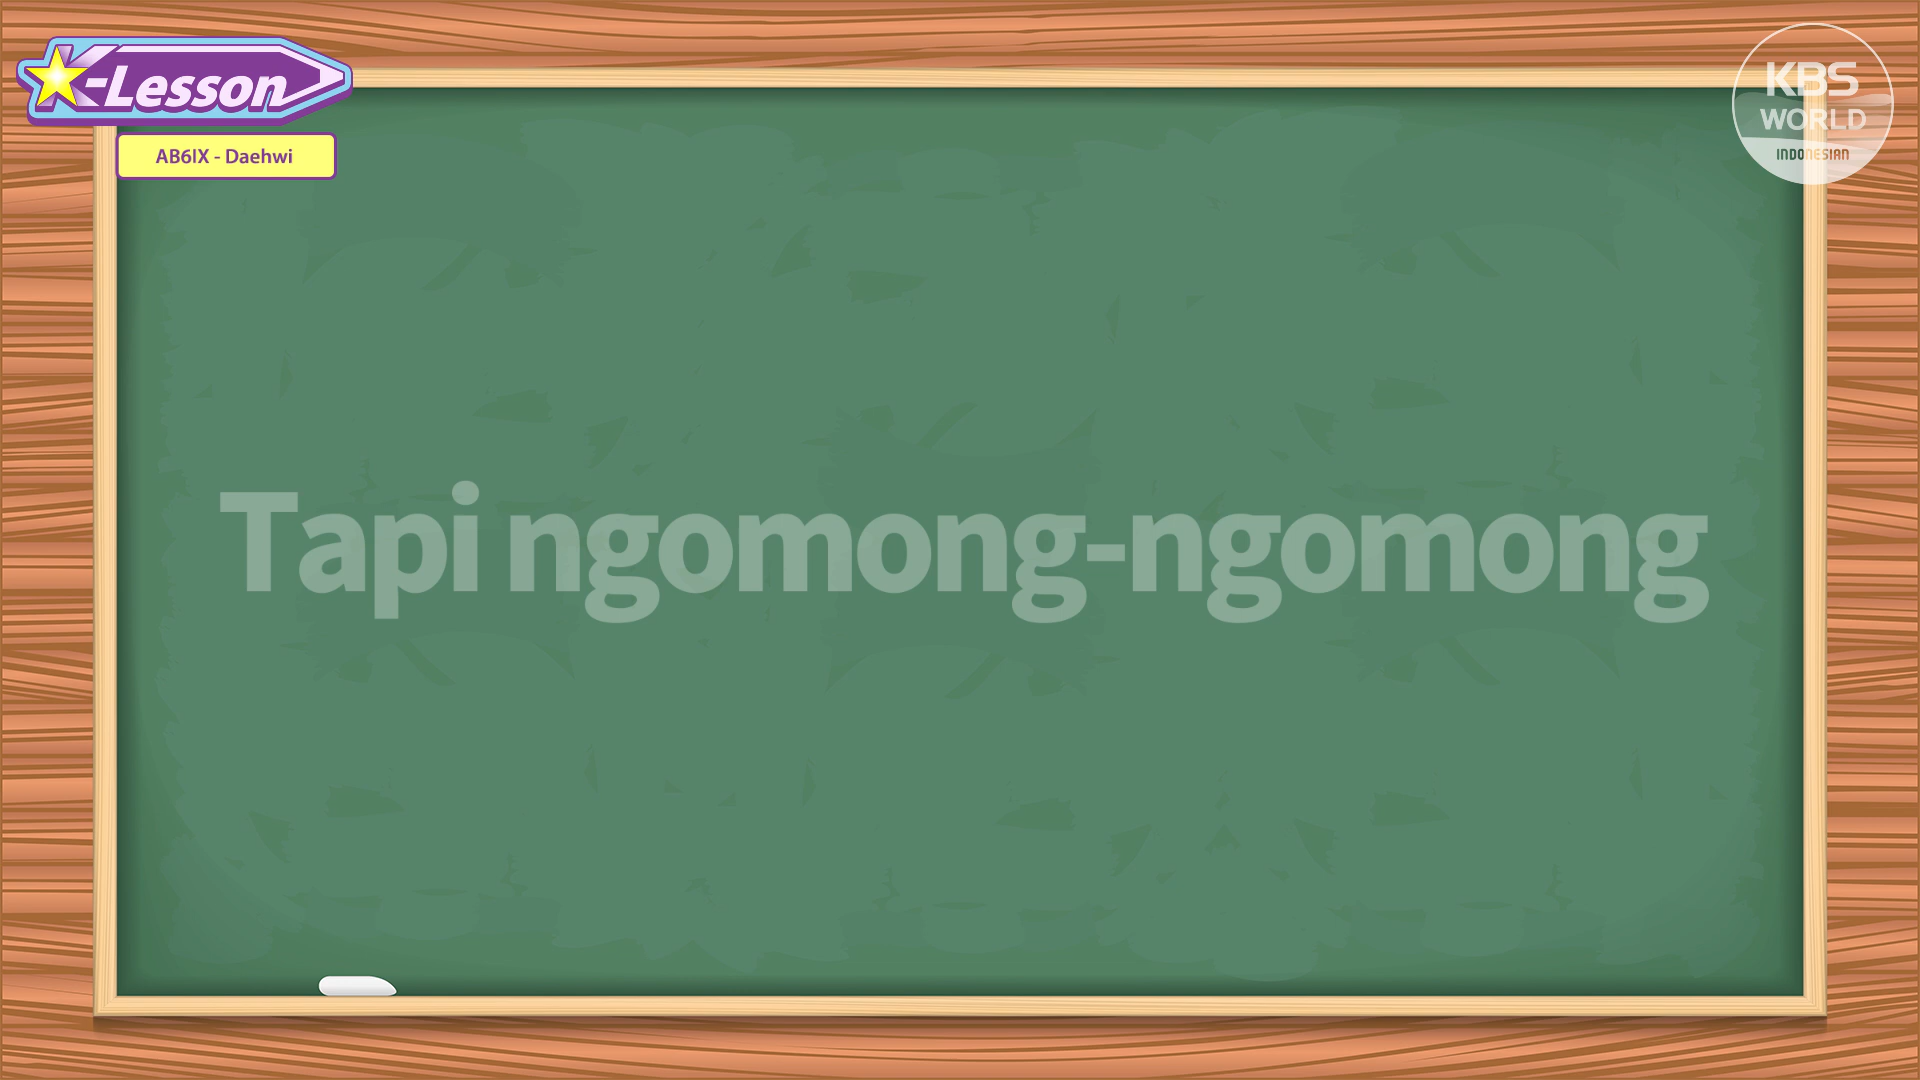 K-Lesson
AB6IX - Daehwi
KBS
WORLD
INDONESIAN
Tapi ngomong-ngomong